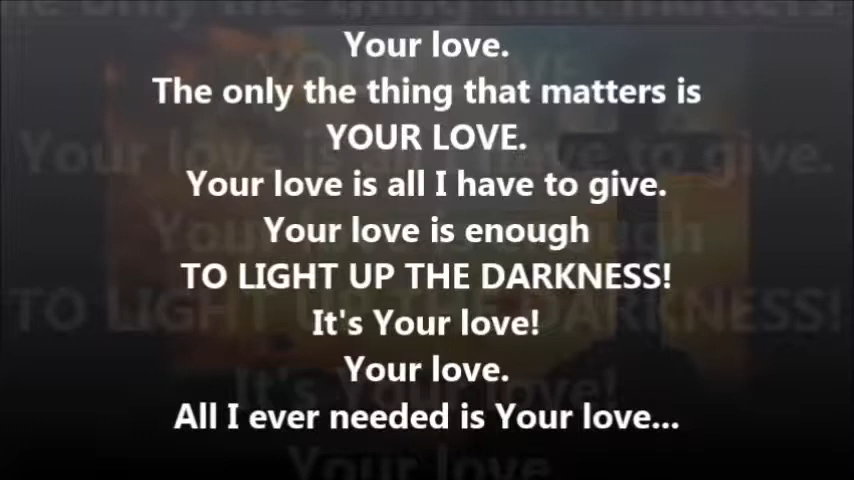 Your love.
The only the thing that matters is
YOUR LOVE.
Your love is all I have to give.
Your love is enough
TO LIGHT UP THE DARKNESS!
It's Your love!
Your love.
All I ever needed is Your love...